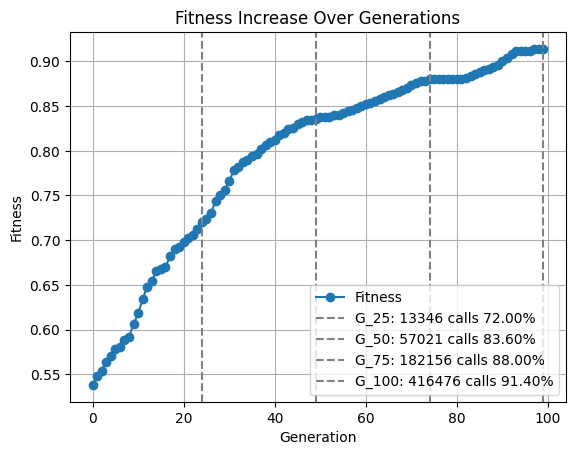 Fitness Increase Over Generations
Fitness
0.90
0.85
0.80
0.75
0.70
0.65
0.60
0.55
0
20
40
60
80
100
Generation
Fitness
G_25: 13346 calls 72.00%
G_50: 57021 calls 83.60%
G_75: 182156 calls 88.00%
G_100: 416476 calls 91.40%